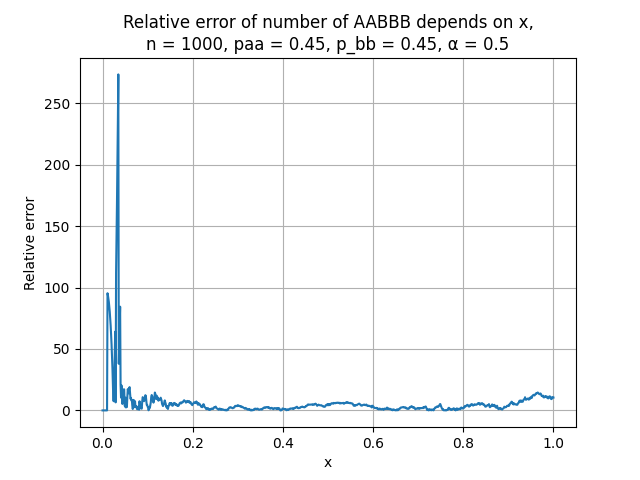 Relative error of number of AABBB depends on x,
n = 1000, paa = 0.45, p_bb = 0.45, α = 0.5
250
200
150
100
50
0
Relative error
0.0 0.2 0.4 0.6 0.8 1.0
x